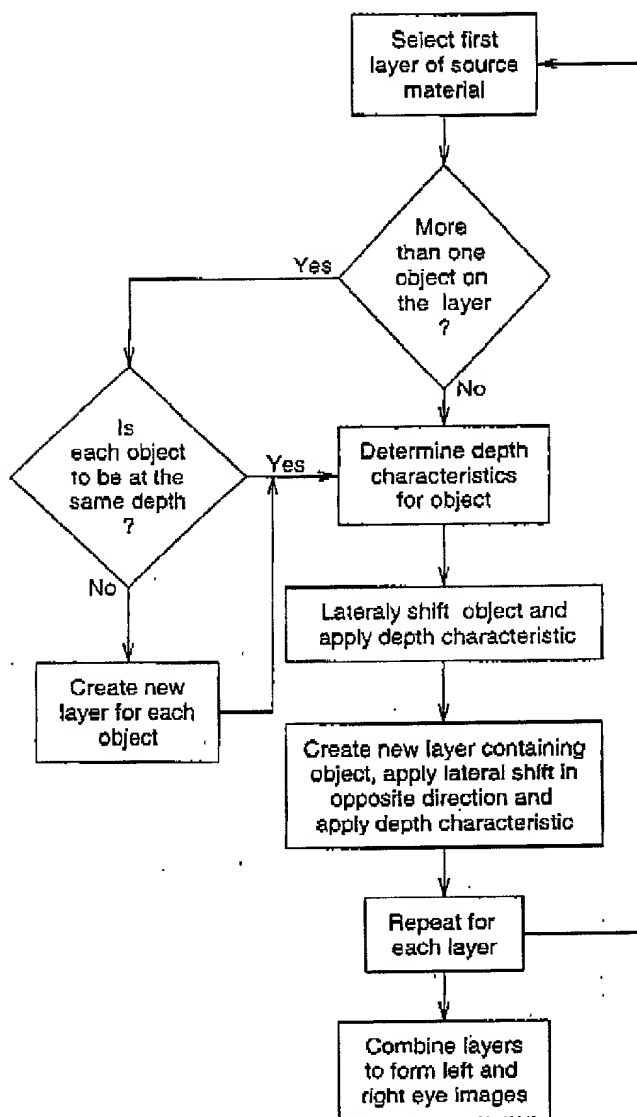 Select first
layer of source
material
More
than one
object on
the layer
?
Yes
No
Is
each object
to be at the
same depth
?
Yes
No
Determine depth
characteristics
for object
Lateraly shift object and
apply depth characteristic
Create new
layer for each
object
Create new layer containing
object, apply lateral shift in
opposite direction and
apply depth characteristic
Repeat for
each layer
Combine layers
to form left and
right eye images